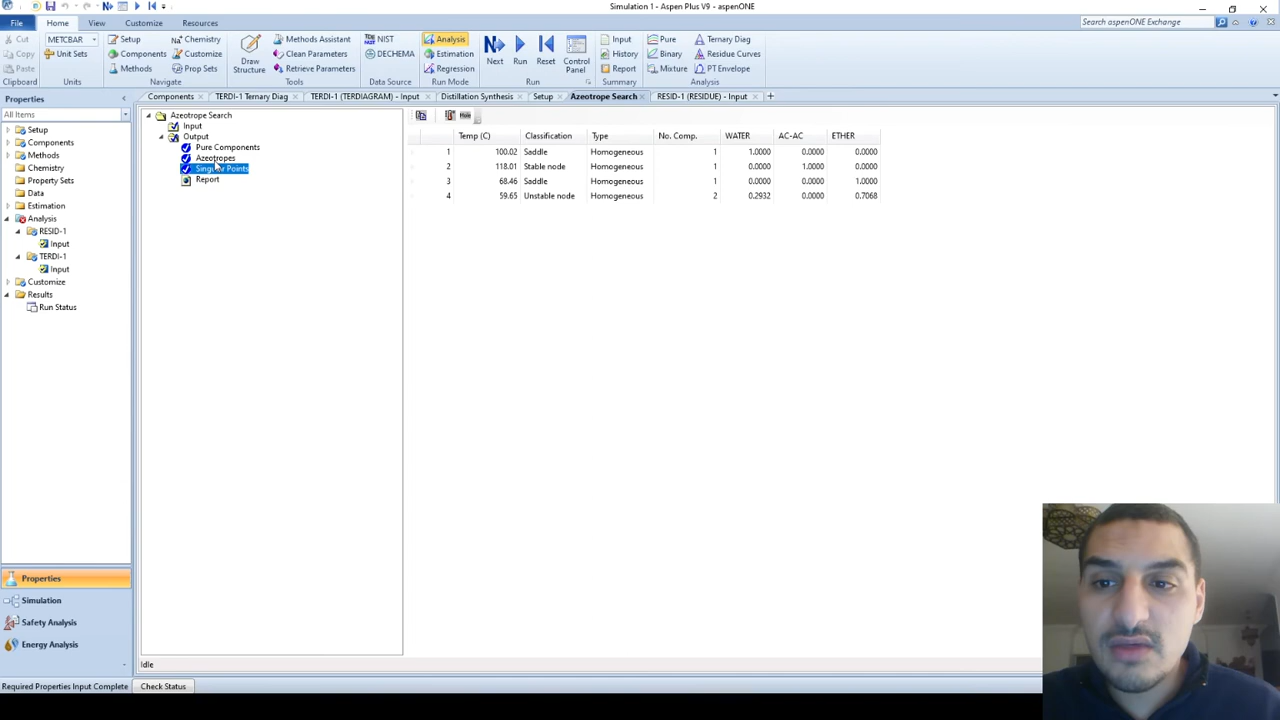 Simulation 1 - Aspen Plus V9 - aspenONE
File Home View Customize Resources
Search aspenONE Exchange
Cut METCBAR Setup Chemistry Methods Assistant NIST Analysis Input Pure Ternary Diag
Copy Unit Sets Components Customize Clean Parameters DECHEMA Estimation History Binary Residue Curves
Paste Methods Prop Sets Retrieve Parameters Regression Report Mixture PT Envelope
Draw Structure Next Run Reset Control Panel
Clipboard Units Navigate Tools Data Source Run Mode Run Summary Analysis
Properties
Components TERDI-1 Ternary Diag TERDI-1 (TERDIAGRAM) - Input Distillation Synthesis Setup Azeotrope Search RESID-1 (RESIDUE) - Input
All Items
Setup
Components
Methods
Chemistry
Property Sets
Data
Estimation
Analysis
RESID-1
Input
TERDI-1
Input
Customize
Results
Run Status
Azeotrope Search
Input
Output
Pure Components
Azeotropes
Singular Points
Report
Temp (C) Classification Type No. Comp. WATER AC-AC ETHER
1 100.02 Saddle Homogeneous 1 1.0000 0.0000 0.0000
2 118.01 Stable node Homogeneous 1 0.0000 1.0000 0.0000
3 68.46 Saddle Homogeneous 1 0.0000 0.0000 1.0000
4 59.65 Unstable node Homogeneous 2 0.2932 0.0000 0.7068
Properties
Simulation
Safety Analysis
Energy Analysis
Idle
Required Properties Input Complete Check Status